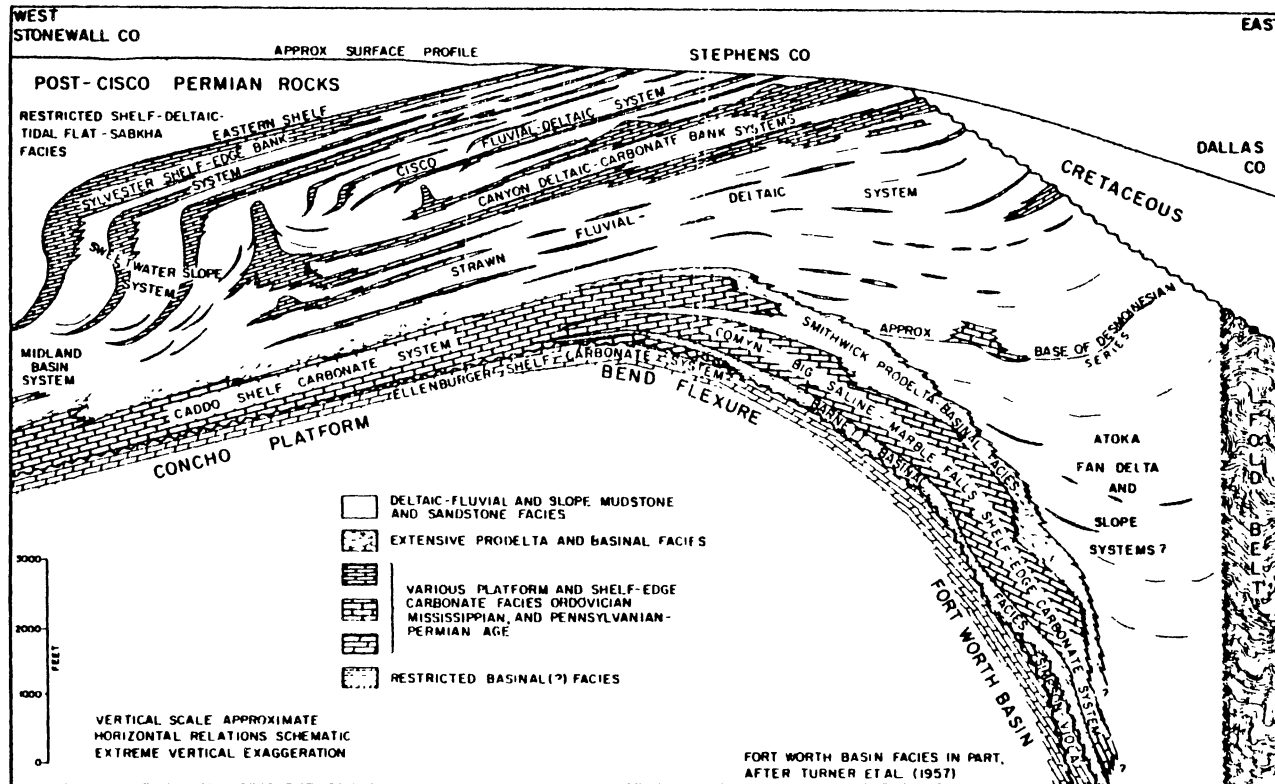 WEST
STONEWALL CO
EAST
APPROX SURFACE PROFILE
STEPHENS CO
POST-CISCO PERMIAN ROCKS
RESTRICTED SHELF-DELTAIC-
TIDAL FLAT-SABKHA
FACIES
EASTERN SHELF
SYLVESTER SHELF-EDGE BANK
SYSTEM
CISCO FLUVIAL-DELTAIC SYSTEM
CANYON DELTAIC-CARBONATE BANK SYSTEMS
DALLAS
CO
CRETACEOUS
STRAWN FLUVIAL-DELTAIC SYSTEM
SWEETWATER SLOPE
SYSTEM
MIDLAND
BASIN
SYSTEM
APPROX BASE OF DESMOINESIAN
SERIES
SMITHWICK PRODELTA-BASINAL FACIES
COMYN-BIG SALINE-MARBLE FALLS SHELF-EDGE CARBONATE SYSTEM
CADDO SHELF CARBONATE SYSTEM
ELLENBURGER SHELF CARBONATE SYSTEMS
BARNETT BASINAL FACIES
CONCHO PLATFORM
BEND FLEXURE
FORT WORTH BASIN
ATOKA
FAN DELTA
AND
SLOPE
SYSTEMS?
FOLD BELT
DELTAIC-FLUVIAL AND SLOPE MUDSTONE
AND SANDSTONE FACIES
EXTENSIVE PRODELTA AND BASINAL FACIES
VARIOUS PLATFORM AND SHELF-EDGE
CARBONATE FACIES ORDOVICIAN
MISSISSIPPIAN, AND PENNSYLVANIAN-
PERMIAN AGE
RESTRICTED BASINAL(?) FACIES
3000
2000
1000
0
FEET
VERTICAL SCALE APPROXIMATE
HORIZONTAL RELATIONS SCHEMATIC
EXTREME VERTICAL EXAGGERATION
FORT WORTH BASIN FACIES IN PART,
AFTER TURNER ET AL. (1957)
?